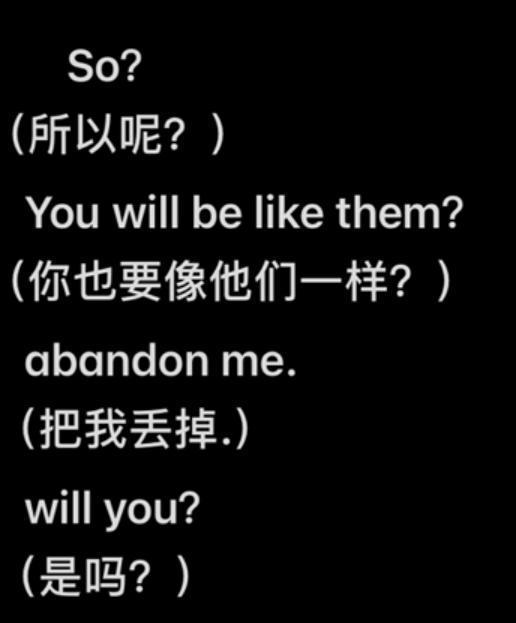 So?
(所以呢？)
You will be like them?
(你也要像他们一样？)
abandon me.
(把我丢掉.)
will you?
(是吗？)